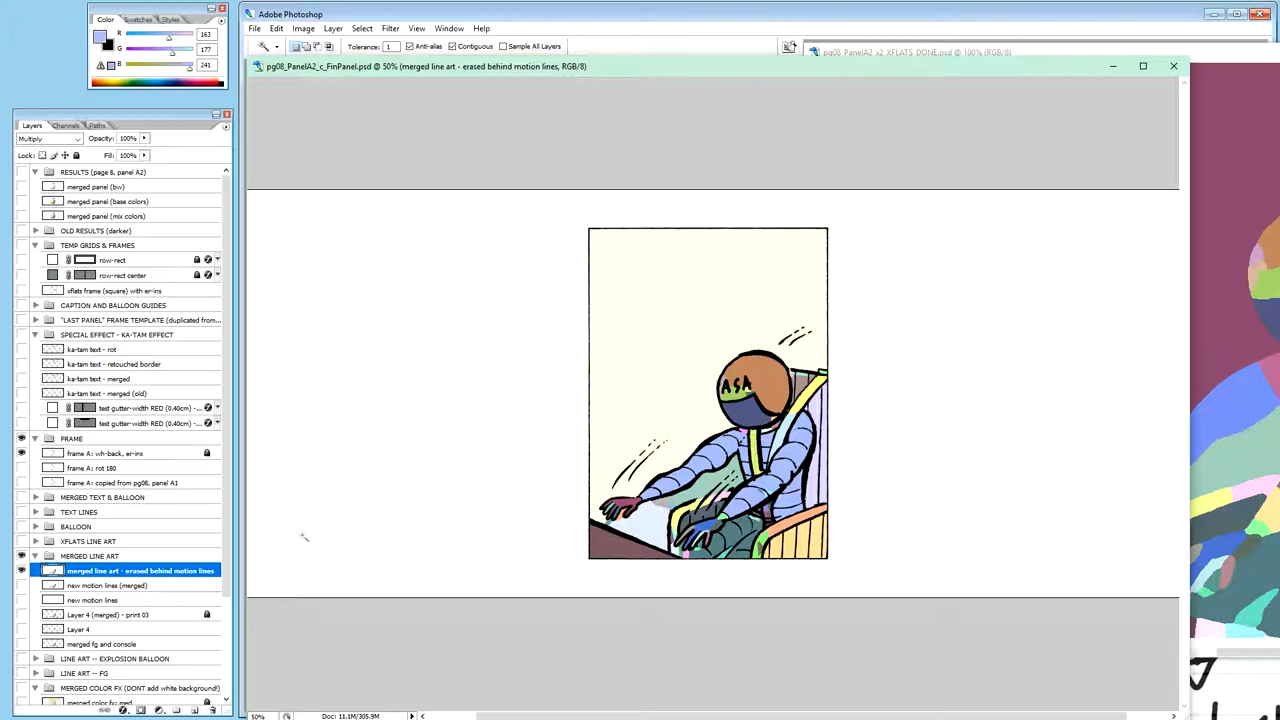 Color Swatches Styles
R 163
G 177
B 241
Adobe Photoshop
File Edit Image Layer Select Filter View Window Help
Tolerance: 1 Anti-alias Contiguous Sample All Layers
pg08_PanelA2_x2_XFLATS_DONE.psd @ 100% (RGB/8)
pg08_PanelA2_c_FinPanel.psd @ 50% (merged line art - erased behind motion lines, RGB/8)
Layers Channels Paths
Multiply Opacity: 100%
Lock: Fill: 100%
RESULTS (page 8, panel A2)
merged panel (bw)
merged panel (base colors)
merged panel (mix colors)
OLD RESULTS (darker)
TEMP GRIDS & FRAMES
row-rect
row-rect center
xflats frame (square) with er-ins
CAPTION AND BALLOON GUIDES
"LAST PANEL" FRAME TEMPLATE (duplicated from...
SPECIAL EFFECT - KA-TAM EFFECT
ka-tam text - rot
ka-tam text - retouched border
ka-tam text - merged
ka-tam text - merged (old)
test gutter-width RED (0.40cm) -...
test gutter-width RED (0.40cm) -...
FRAME
frame A: wh-back, er-ins
frame A: rot 180
frame A: copied from pg08, panel A1
MERGED TEXT & BALLOON
TEXT LINES
BALLOON
XFLATS LINE ART
MERGED LINE ART
merged line art - erased behind motion lines
new motion lines (merged)
new motion lines
Layer 4 (merged) - print 03
Layer 4
merged fg and console
LINE ART -- EXPLOSION BALLOON
LINE ART -- FG
MERGED COLOR FX (DONT add white background!)
merged color fx: med
ASA
50% Doc: 11.1M/305.9M